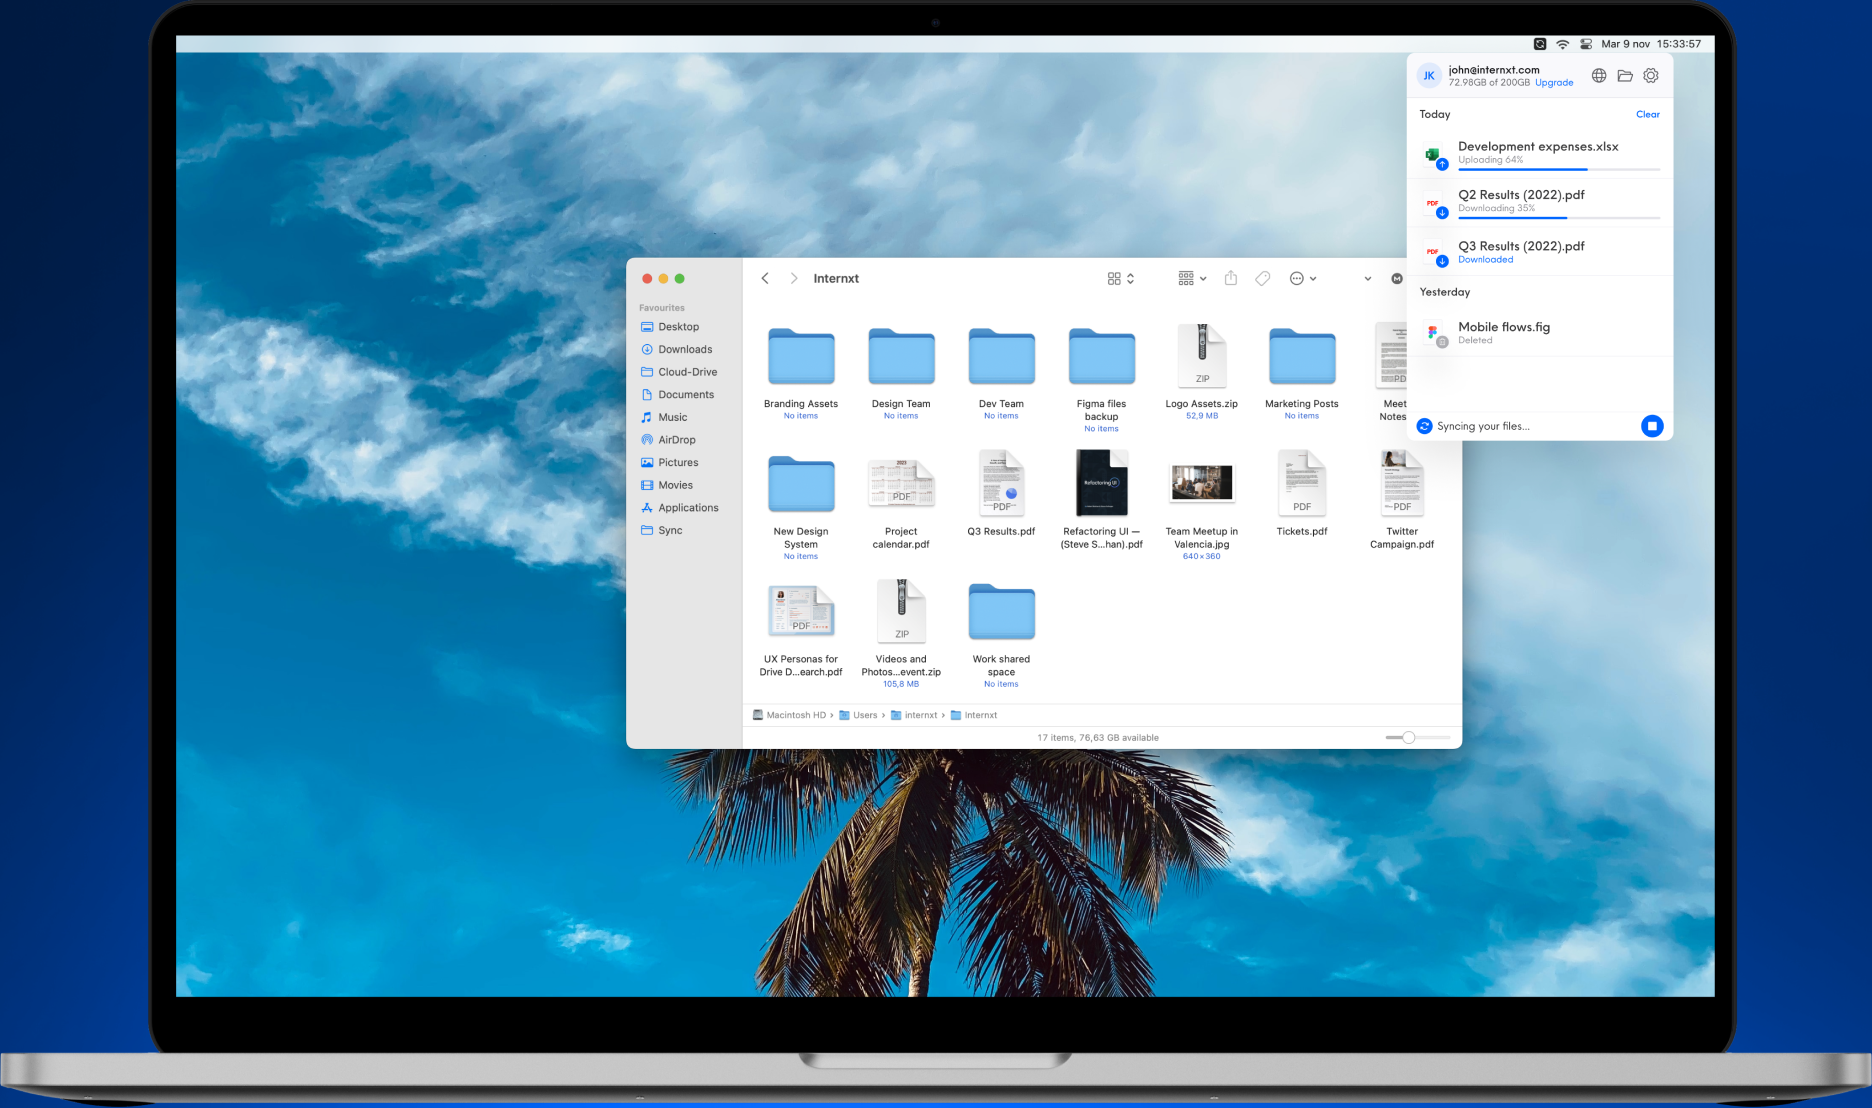 Mar 9 nov 15:33:57
JK
john@internxt.com
72.98GB of 200GB Upgrade
Today Clear
Development expenses.xlsx
Uploading 64%
PDF
Q2 Results (2022).pdf
Downloading 35%
PDF
Q3 Results (2022).pdf
Downloaded
Yesterday
Mobile flows.fig
Deleted
Syncing your files...
Internxt
M
Favourites
Desktop
Downloads
Cloud-Drive
Documents
Music
AirDrop
Pictures
Movies
Applications
Sync
ZIP
PD
Branding Assets
No items
Design Team
No items
Dev Team
No items
Figma files
backup
No items
Logo Assets.zip
52,9 MB
Marketing Posts
No items
Meet
Notes
2023
PDF
PDF
Refactoring UI
PDF
PDF
New Design
System
No items
Project
calendar.pdf
Q3 Results.pdf
Refactoring UI —
(Steve S...han).pdf
Team Meetup in
Valencia.jpg
640×360
Tickets.pdf
Twitter
Campaign.pdf
PDF
ZIP
UX Personas for
Drive D...earch.pdf
Videos and
Photos...event.zip
105,8 MB
Work shared
space
No items
Macintosh HD › Users › internxt › Internxt
17 items, 76,63 GB available